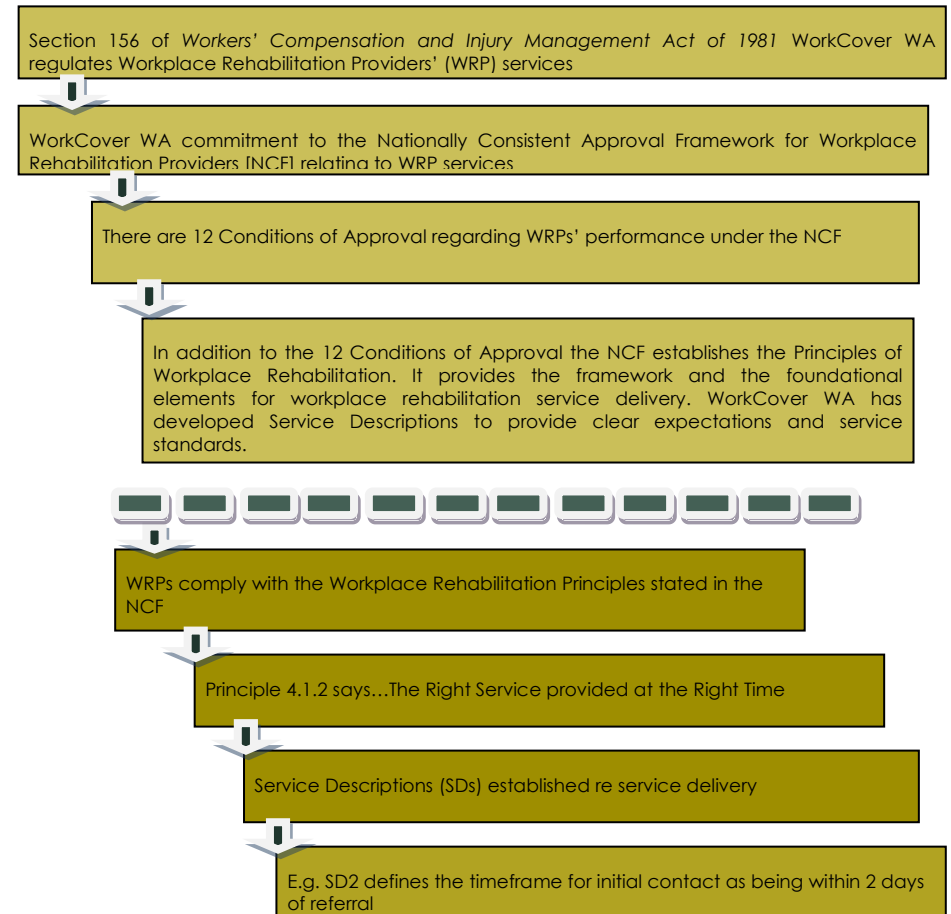 Section 156 of Workers' Compensation and Injury Management Act of 1981 WorkCover WA
regulates Workplace Rehabilitation Providers' (WRP) services
WorkCover WA commitment to the Nationally Consistent Approval Framework for Workplace
Rehabilitation Providers [NCF] relating to WRP services
There are 12 Conditions of Approval regarding WRPs' performance under the NCF
In addition to the 12 Conditions of Approval the NCF establishes the Principles of
Workplace Rehabilitation. It provides the framework and the foundational
elements for workplace rehabilitation service delivery. WorkCover WA has
developed Service Descriptions to provide clear expectations and service
standards.
WRPs comply with the Workplace Rehabilitation Principles stated in the
NCF
Principle 4.1.2 says…The Right Service provided at the Right Time
Service Descriptions (SDs) established re service delivery
E.g. SD2 defines the timeframe for initial contact as being within 2 days
of referral